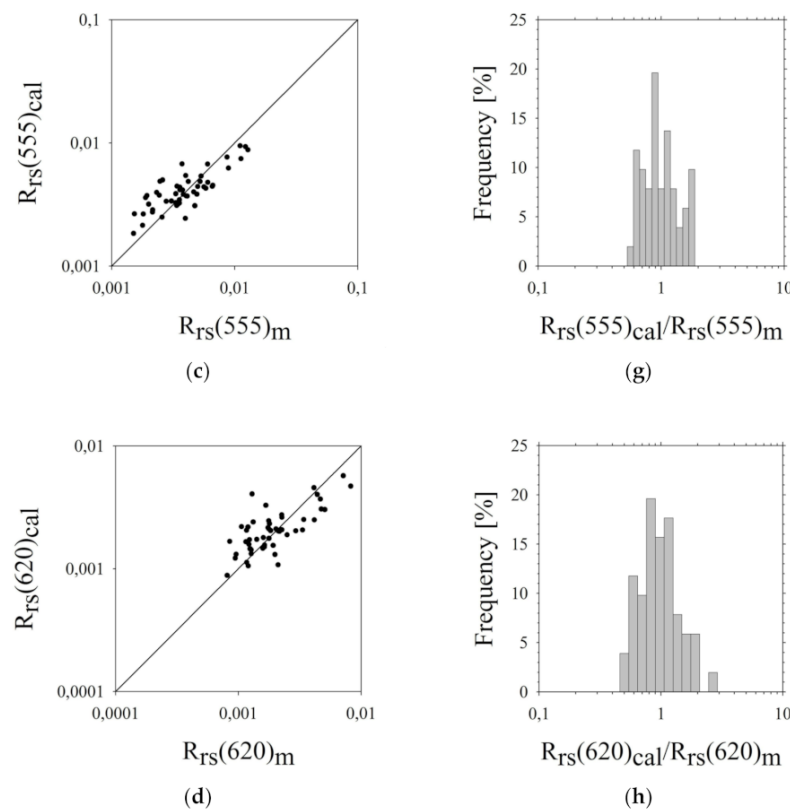 0,1
0,01
0,001
Rrs(555)cal
0,001 0,01 0,1
Rrs(555)m
(c)
25
20
15
10
5
0
Frequency [%]
0,1 1 10
Rrs(555)cal/Rrs(555)m
(g)
0,01
0,001
0,0001
Rrs(620)cal
0,0001 0,001 0,01
Rrs(620)m
(d)
25
20
15
10
5
0
Frequency [%]
0,1 1 10
Rrs(620)cal/Rrs(620)m
(h)